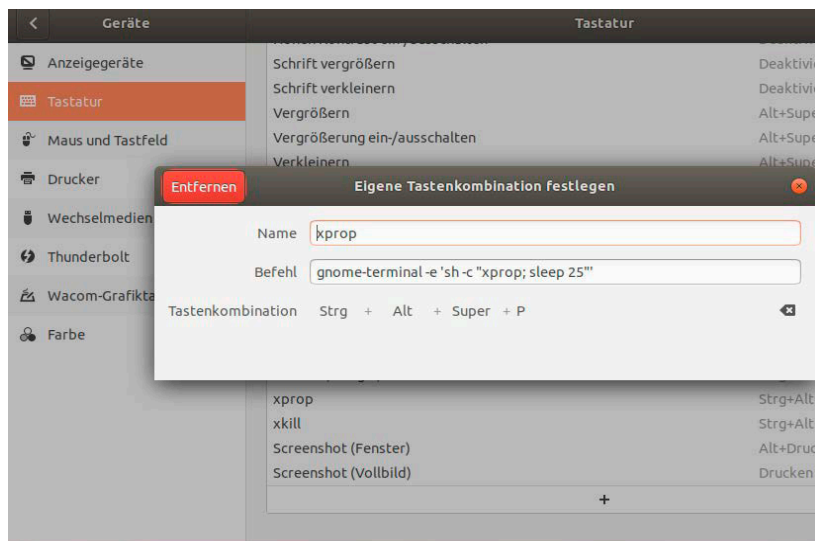 Geräte
Tastatur
Anzeigegeräte
Tastatur
Maus und Tastfeld
Drucker
Wechselmedien
Thunderbolt
Wacom-Grafikta
Farbe
Schrift vergrößern Deaktivie
Schrift verkleinern Deaktivie
Vergrößern Alt+Supe
Vergrößerung ein-/ausschalten Alt+Supe
Verkleinern Alt+Supe
Entfernen
Eigene Tastenkombination festlegen
Name xprop
Befehl gnome-terminal -e 'sh -c "xprop; sleep 25"'
Tastenkombination Strg + Alt + Super + P
xprop Strg+Alt
xkill Strg+Alt
Screenshot (Fenster) Alt+Druc
Screenshot (Vollbild) Drucken
+